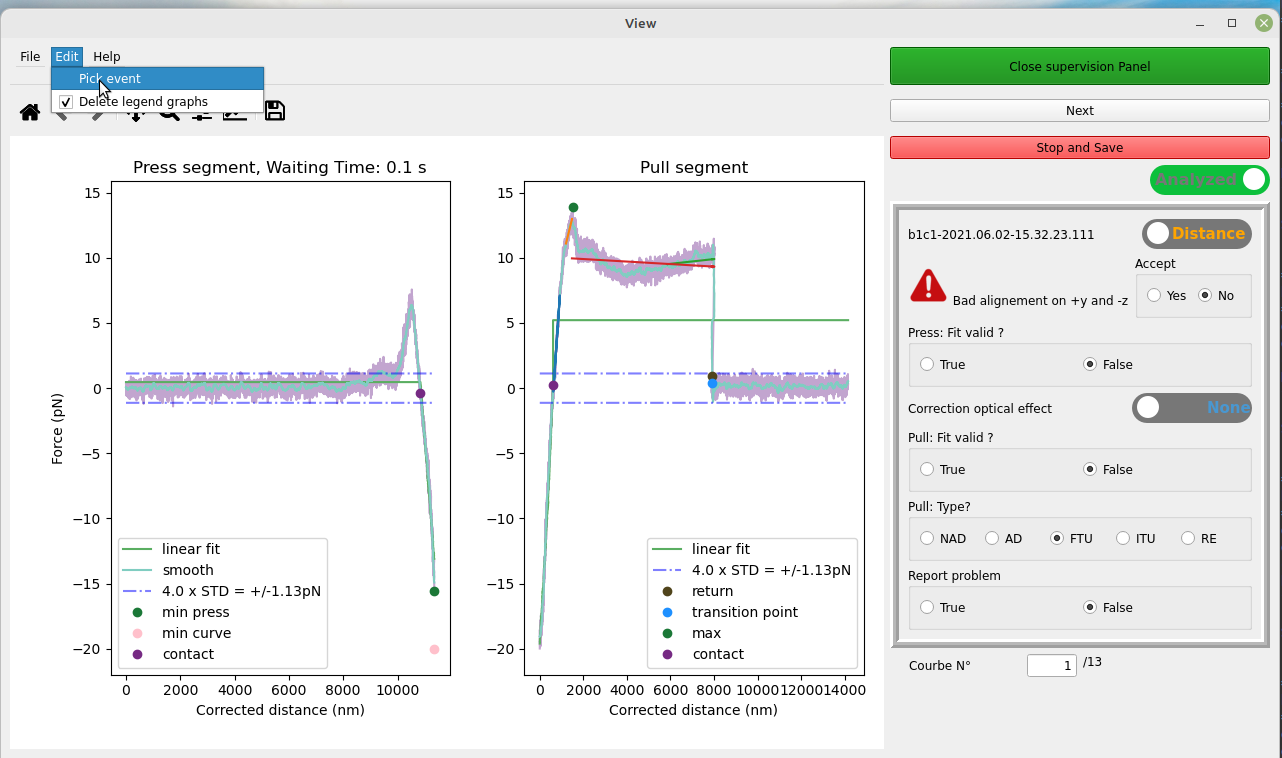 View
File Edit Help
Pick event
Delete legend graphs
Close supervision Panel
Next
Stop and Save
Analyzed
Press segment, Waiting Time: 0.1 s
15
10
5
0
−5
−10
−15
−20
Force (pN)
linear fit
smooth
4.0 x STD = +/-1.13pN
min press
min curve
contact
0 2000 4000 6000 8000 10000
Corrected distance (nm)
Pull segment
15
10
5
0
−5
−10
−15
−20
linear fit
4.0 x STD = +/-1.13pN
return
transition point
max
contact
0 2000 4000 6000 8000 10000 12000 14000
Corrected distance (nm)
b1c1-2021.06.02-15.32.23.111
Distance
Accept
Bad alignement on +y and -z
Yes No
Press: Fit valid ?
True False
Correction optical effect
None
Pull: Fit valid ?
True False
Pull: Type?
NAD AD FTU ITU RE
Report problem
True False
Courbe N° 1 /13